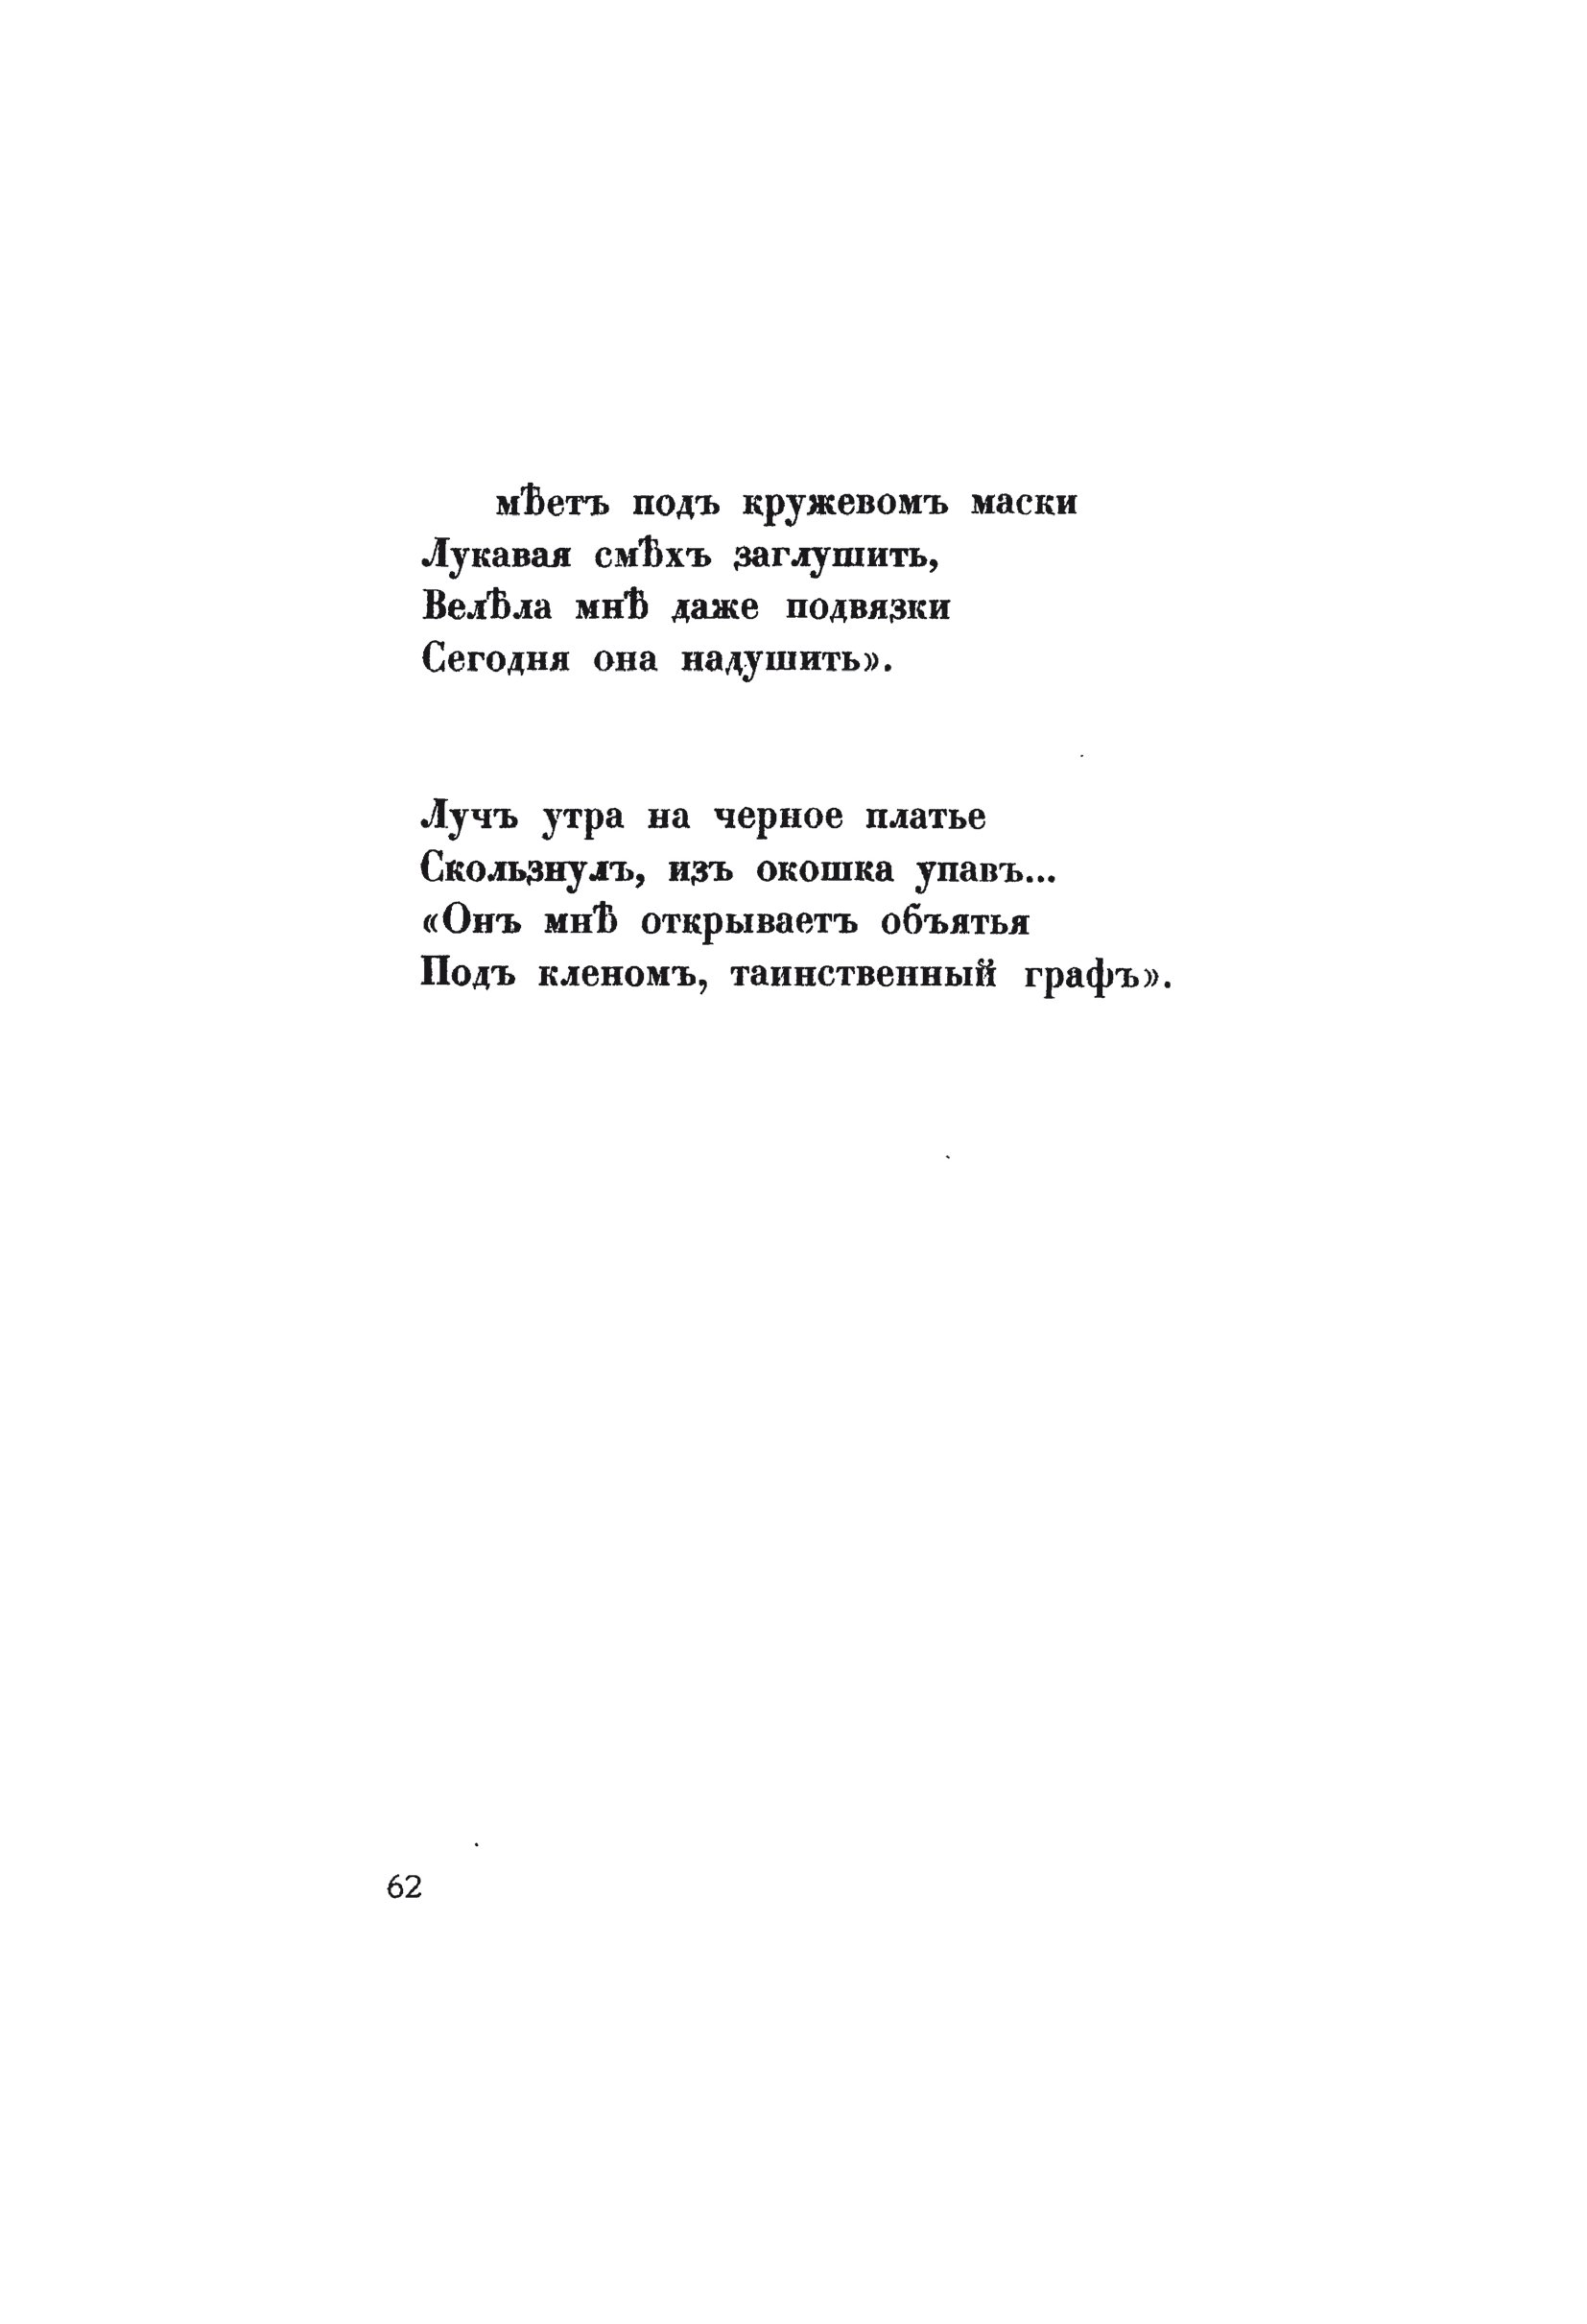 мѣетъ подъ кружевомъ маски
Лукавая смѣхъ заглушить,
Велѣла мнѣ даже подвязки
Сегодня она надушить».
Лучъ утра на черное платье
Скользнулъ, изъ окошка упавъ...
«Онъ мнѣ открываетъ объятья
Подъ кленомъ, таинственный графъ».
62